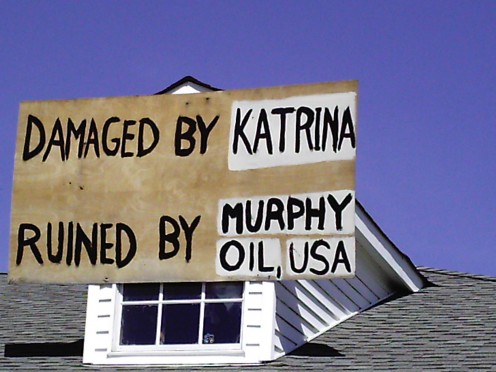 DAMAGED BY KATRINA
RUINED BY MURPHY
OIL, USA